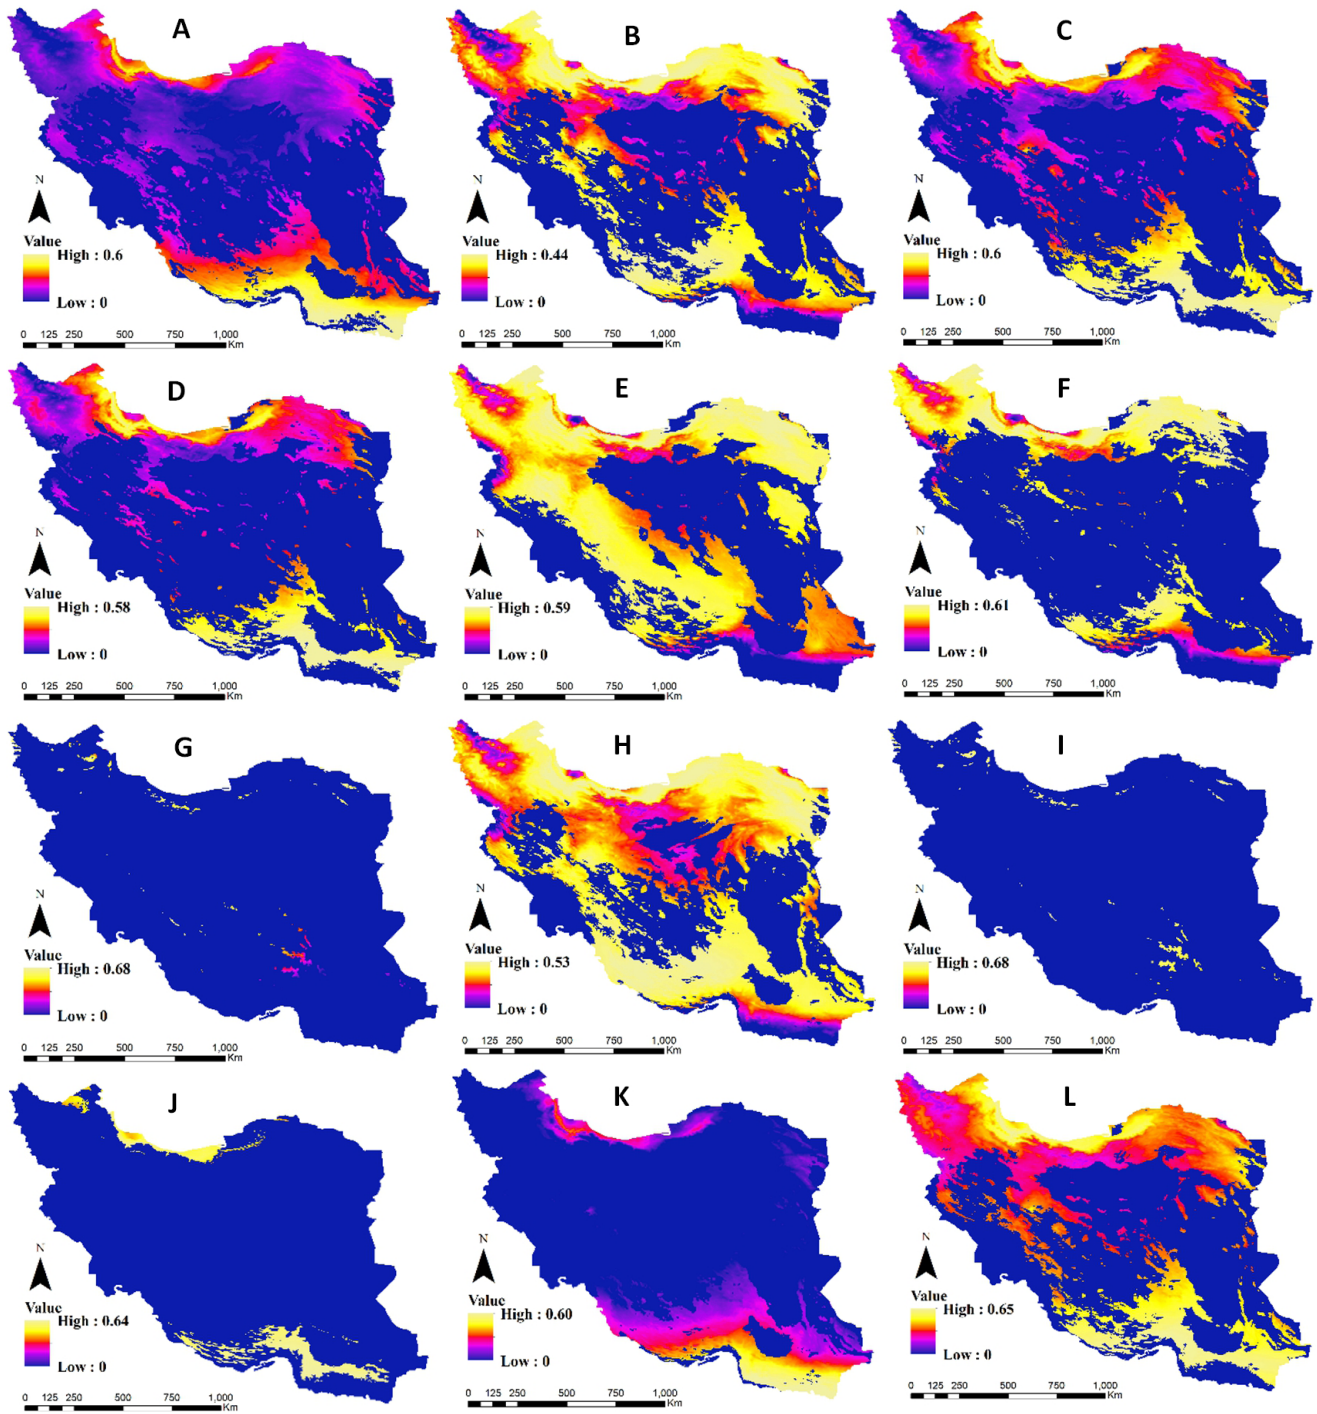 A
B
C
N
Value
High : 0.6
Low : 0
0 125 250 500 750 1,000
Km
N
Value
High : 0.44
Low : 0
0 125 250 500 750 1,000
Km
N
Value
High : 0.6
Low : 0
0 125 250 500 750 1,000
Km
D
E
F
N
Value
High : 0.58
Low : 0
0 125 250 500 750 1,000
Km
N
Value
High : 0.59
Low : 0
0 125 250 500 750 1,000
Km
N
Value
High : 0.61
Low : 0
0 125 250 500 750 1,000
Km
G
H
I
N
Value
High : 0.68
Low : 0
0 125 250 500 750 1,000
Km
N
Value
High : 0.53
Low : 0
0 125 250 500 750 1,000
Km
N
Value
High : 0.68
Low : 0
0 125 250 500 750 1,000
Km
J
K
L
N
Value
High : 0.64
Low : 0
0 125 250 500 750 1,000
Km
N
Value
High : 0.60
Low : 0
0 125 250 500 750 1,000
Km
N
Value
High : 0.65
Low : 0
0 125 250 500 750 1,000
Km